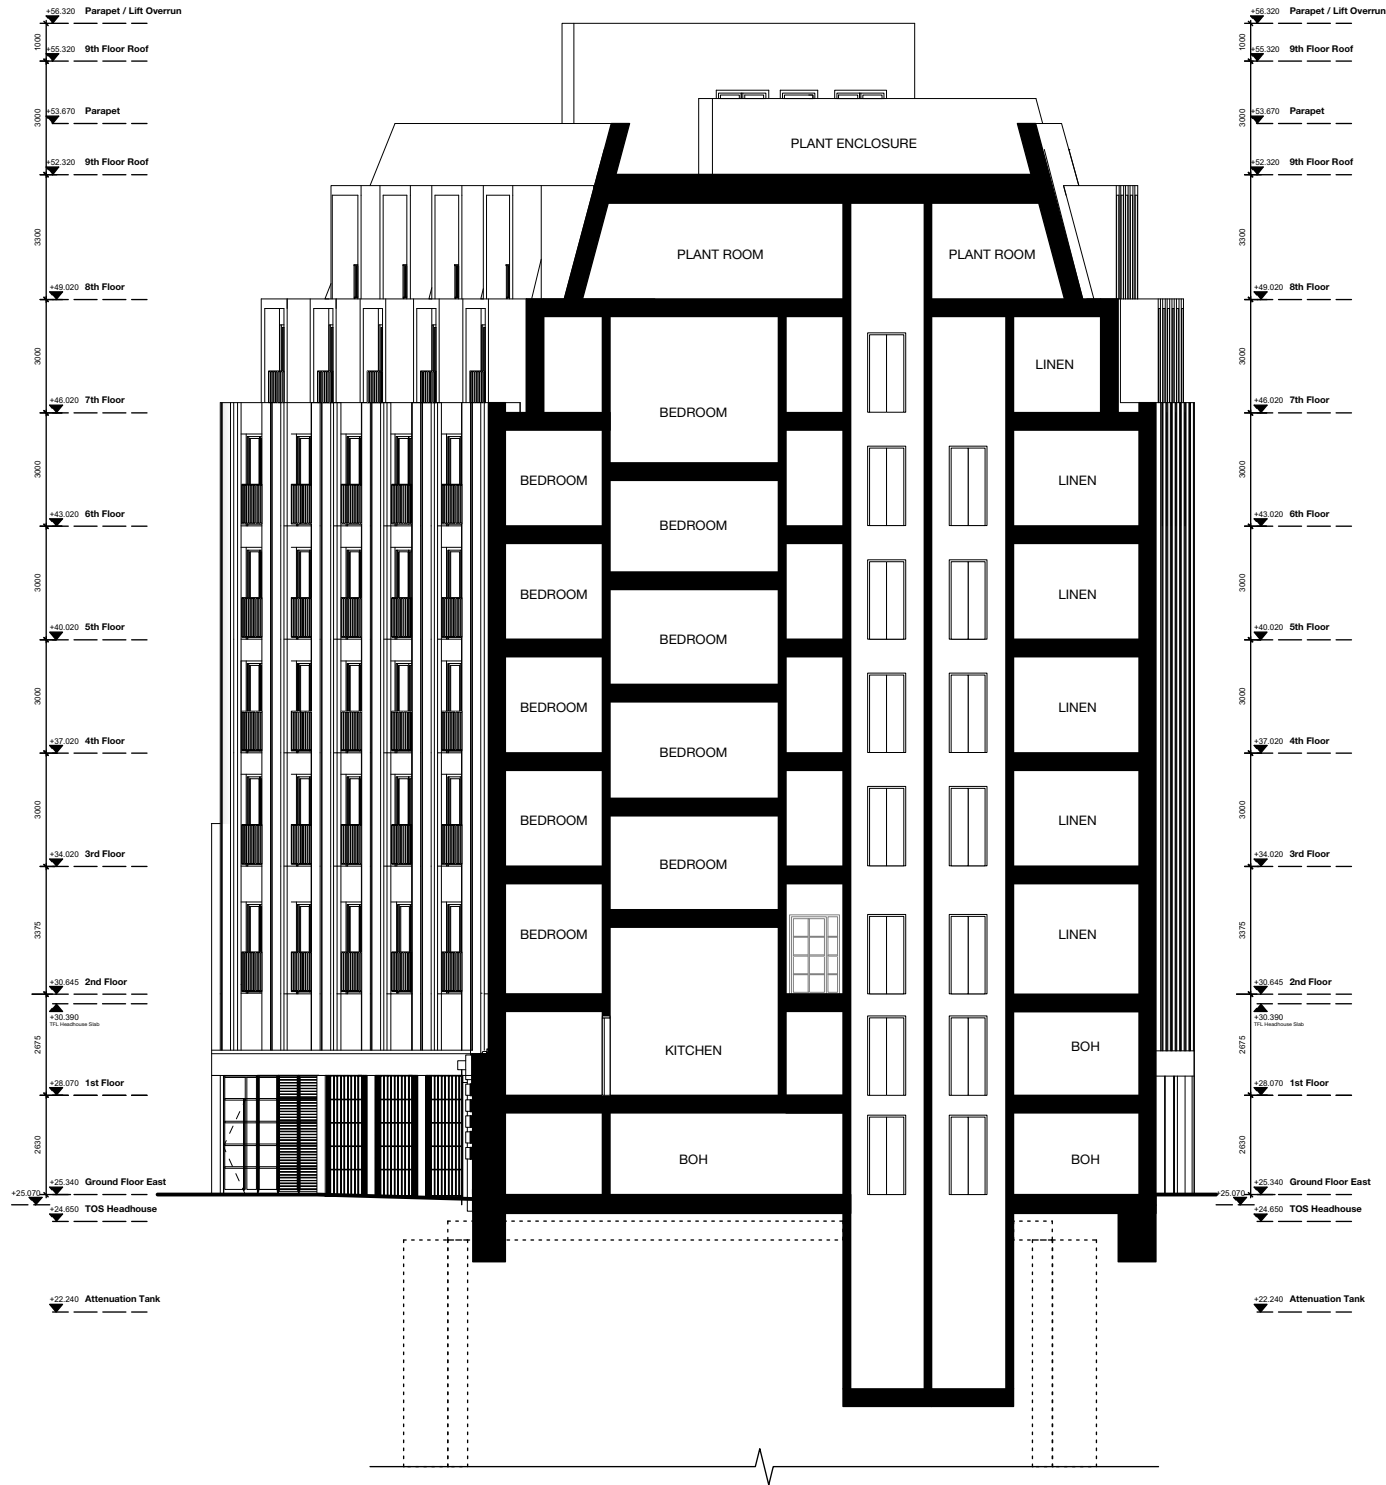 +56.320 Parapet / Lift Overrun
1000
+55.320 9th Floor Roof
3000
+53.670 Parapet
+52.320 9th Floor Roof
3300
+49.020 8th Floor
3000
+46.020 7th Floor
3000
+43.020 6th Floor
3000
+40.020 5th Floor
3000
+37.020 4th Floor
3000
+34.020 3rd Floor
3375
+30.645 2nd Floor
+30.390
TFL Headhouse Slab
2675
+28.070 1st Floor
2630
+25.340 Ground Floor East
+25.070
+24.650 TOS Headhouse
+22.240 Attenuation Tank
PLANT ENCLOSURE
PLANT ROOM
PLANT ROOM
LINEN
BEDROOM
BEDROOM
LINEN
BEDROOM
BEDROOM
LINEN
BEDROOM
BEDROOM
LINEN
BEDROOM
BEDROOM
LINEN
BEDROOM
BEDROOM
LINEN
KITCHEN
BOH
BOH
BOH
+56.320 Parapet / Lift Overrun
1000
+55.320 9th Floor Roof
3000
+53.670 Parapet
+52.320 9th Floor Roof
3300
+49.020 8th Floor
3000
+46.020 7th Floor
3000
+43.020 6th Floor
3000
+40.020 5th Floor
3000
+37.020 4th Floor
3000
+34.020 3rd Floor
3375
+30.645 2nd Floor
+30.390
TFL Headhouse Slab
2675
+28.070 1st Floor
2630
+25.340 Ground Floor East
+25.070
+24.650 TOS Headhouse
+22.240 Attenuation Tank
BEDROOM